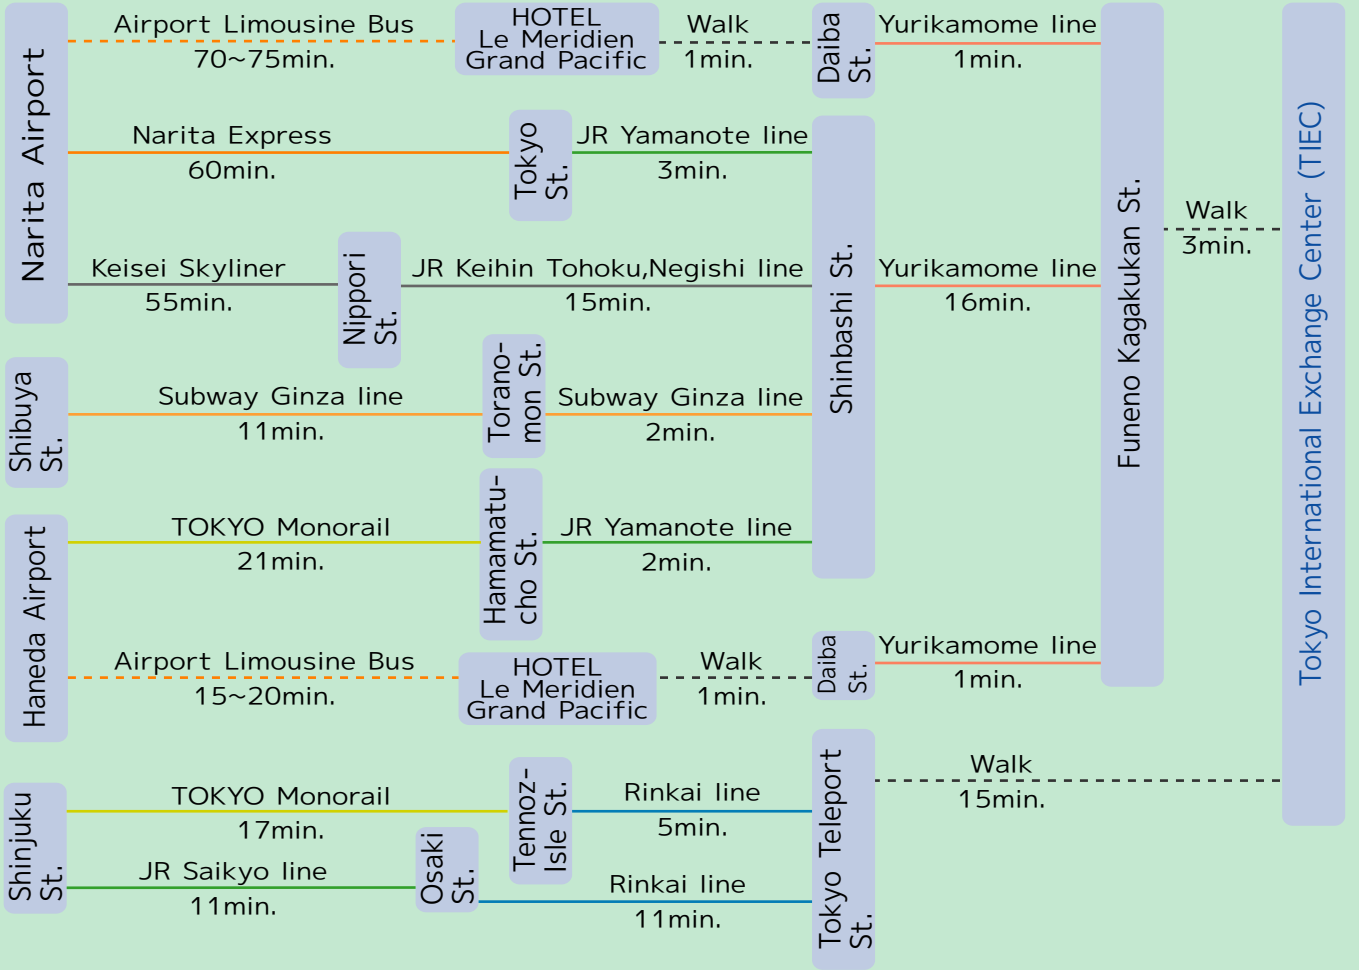 Narita Airport
Airport Limousine Bus
70~75min.
HOTEL
Le Meridien
Grand Pacific
Walk
1min.
Daiba
St.
Yurikamome line
1min.
Narita Express
60min.
Tokyo
St.
JR Yamanote line
3min.
Keisei Skyliner
55min.
Nippori
St.
JR Keihin Tohoku,Negishi line
15min.
Shinbashi St.
Yurikamome line
16min.
Funeno Kagakukan St.
Walk
3min.
Tokyo International Exchange Center (TIEC)
Shibuya
St.
Subway Ginza line
11min.
Torano-
mon St.
Subway Ginza line
2min.
Haneda Airport
TOKYO Monorail
21min.
Hamamatu-
cho St.
JR Yamanote line
2min.
Airport Limousine Bus
15~20min.
HOTEL
Le Meridien
Grand Pacific
Walk
1min.
Daiba
St.
Yurikamome line
1min.
Shinjuku
St.
TOKYO Monorail
17min.
Tennoz-
Isle St.
Rinkai line
5min.
Tokyo Teleport
St.
Walk
15min.
JR Saikyo line
11min.
Osaki
St.
Rinkai line
11min.